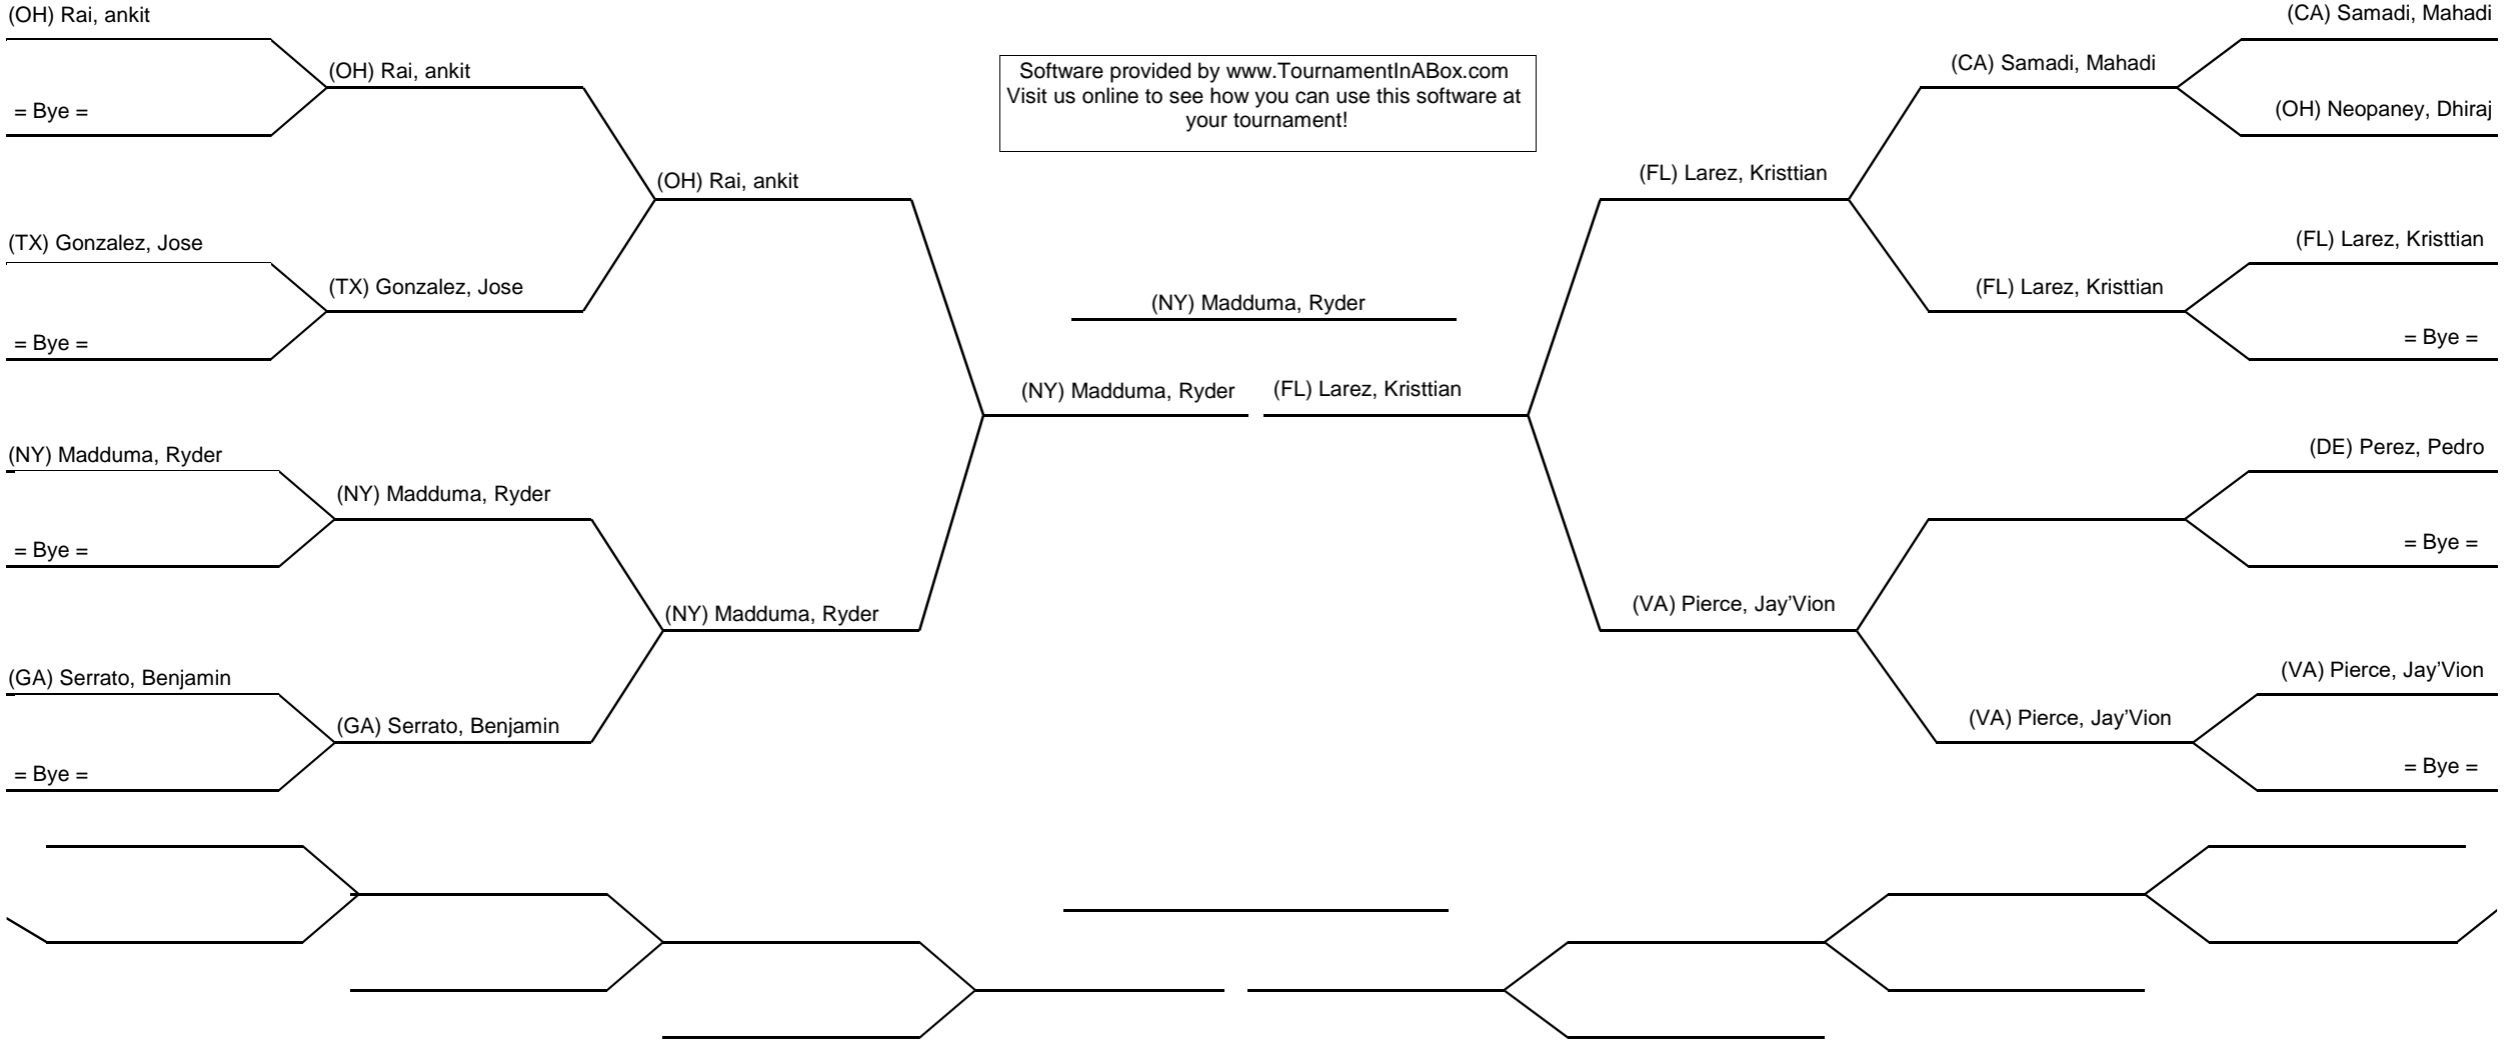 (OH) Rai, ankit
= Bye =
(TX) Gonzalez, Jose
= Bye =
(NY) Madduma, Ryder
= Bye =
(GA) Serrato, Benjamin
= Bye =
(OH) Rai, ankit
(TX) Gonzalez, Jose
(NY) Madduma, Ryder
(GA) Serrato, Benjamin
(OH) Rai, ankit
(NY) Madduma, Ryder
Software provided by www.TournamentInABox.com
Visit us online to see how you can use this software at
your tournament!
(NY) Madduma, Ryder
(NY) Madduma, Ryder
(FL) Larez, Kristtian
(FL) Larez, Kristtian
(VA) Pierce, Jay’Vion
(CA) Samadi, Mahadi
(FL) Larez, Kristtian
(VA) Pierce, Jay’Vion
(CA) Samadi, Mahadi
(OH) Neopaney, Dhiraj
(FL) Larez, Kristtian
= Bye =
(DE) Perez, Pedro
= Bye =
(VA) Pierce, Jay’Vion
= Bye =